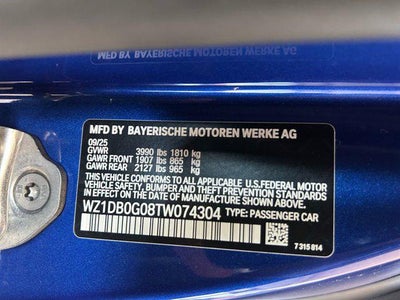 MFD BY BAYERISCHE MOTOREN WERKE AG
MFD BY BAYERISCHE MOTOREN WERKE AG
09/25
GVWR 3990 lbs 1810 kg
GAWR FRONT 1907 lbs 865 kg
GAWR REAR 2127 lbs 965 kg
THIS VEHICLE CONFORMS TO ALL APPLICABLE U.S.FEDERAL MOTOR
VEHICLE SAFETY, BUMPER, AND THEFT PREVENTION STANDARDS
IN EFFECT ON THE DATE OF MANUFACTURE SHOWN ABOVE.
WZ1DB0G08TW074304 TYPE: PASSENGER CAR
7 315 814